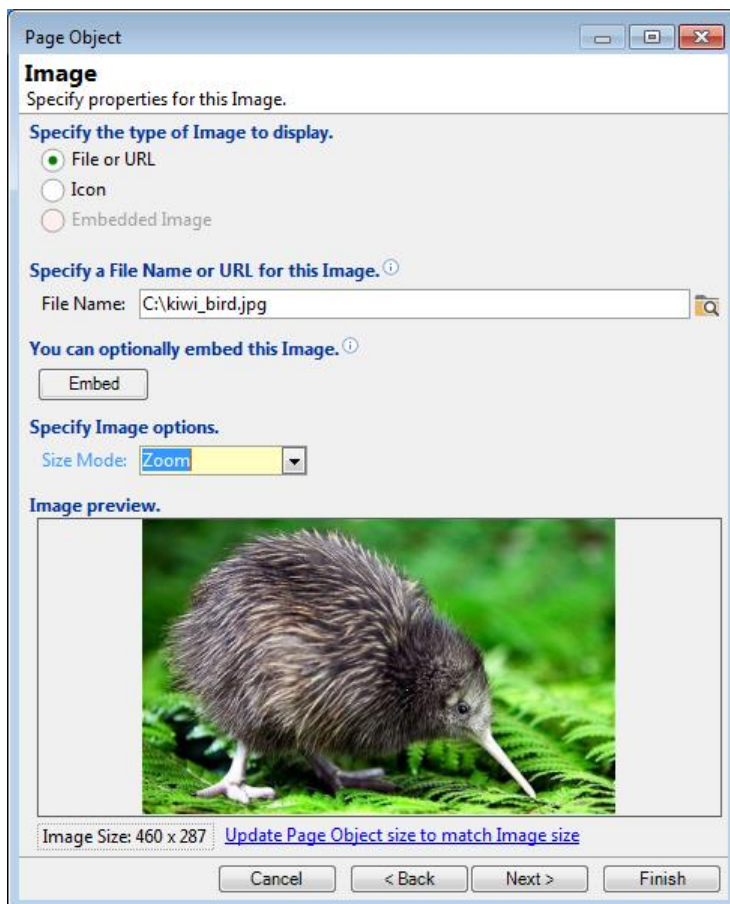 Page Object
Image
Specify properties for this Image.
Specify the type of Image to display.
File or URL
Icon
Embedded Image
Specify a File Name or URL for this Image.
File Name: C:\kiwi_bird.jpg
You can optionally embed this Image.
Embed
Specify Image options.
Size Mode: Zoom
Image preview.
Image Size: 460 x 287 Update Page Object size to match Image size
Cancel < Back Next > Finish